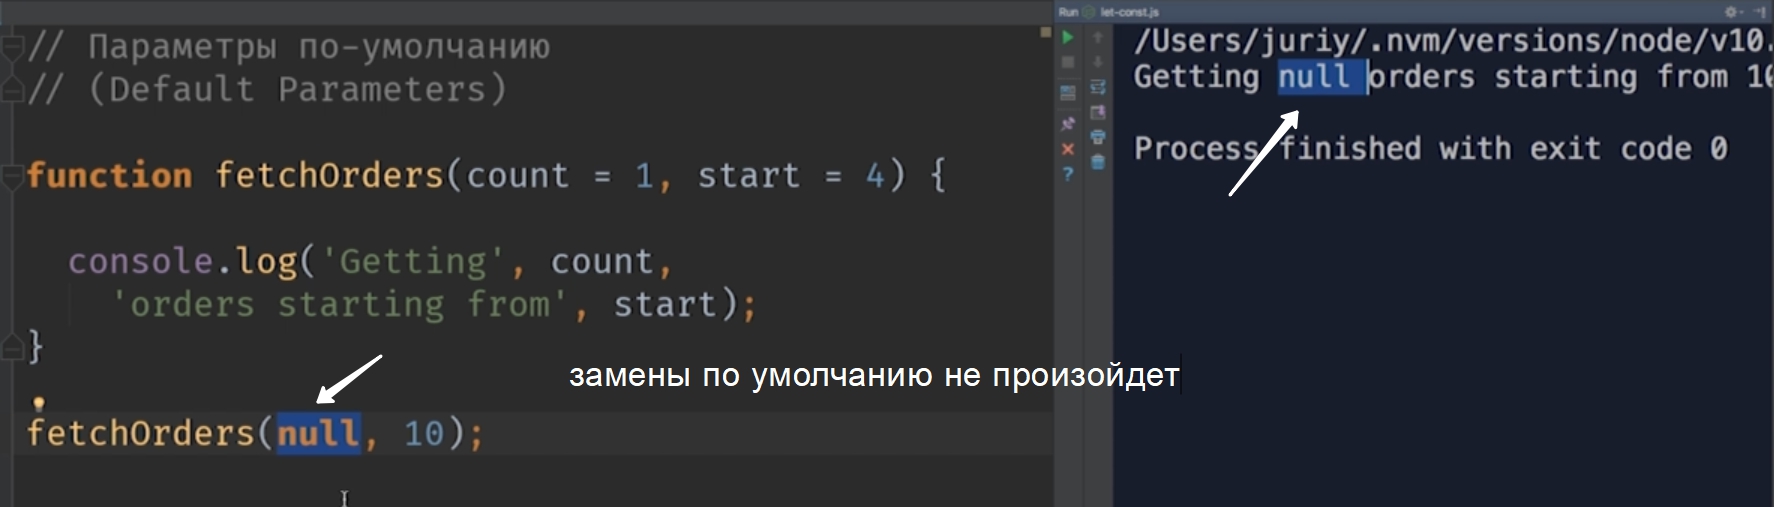 // Параметры по-умолчанию
// (Default Parameters)
function fetchOrders(count = 1, start = 4) {
console.log('Getting', count,
'orders starting from', start);
}
замены по умолчанию не произойдет
fetchOrders(null, 10);
Run let-const.js
/Users/juriy/.nvm/versions/node/v10.
Getting null orders starting from 10
Process finished with exit code 0
?